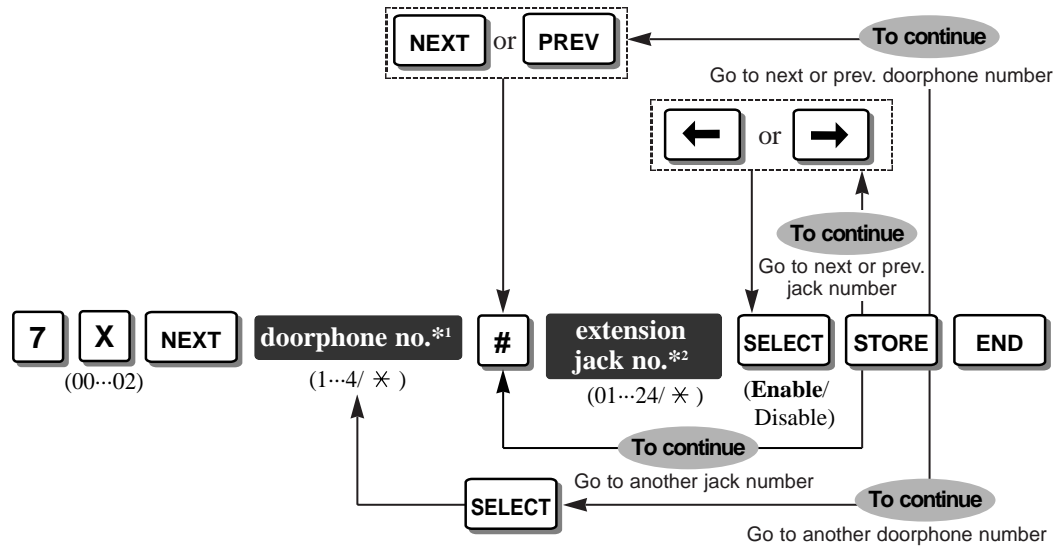 NEXT or PREV
To continue
Go to next or prev. doorphone number
← or →
To continue
Go to next or prev.
jack number
7 X NEXT doorphone no.*1 # extension
jack no.*2 SELECT STORE END
(00···02)
(1···4/ ✳ )
(01···24/ ✳ )
(Enable/
Disable)
To continue
Go to another jack number
SELECT
To continue
Go to another doorphone number